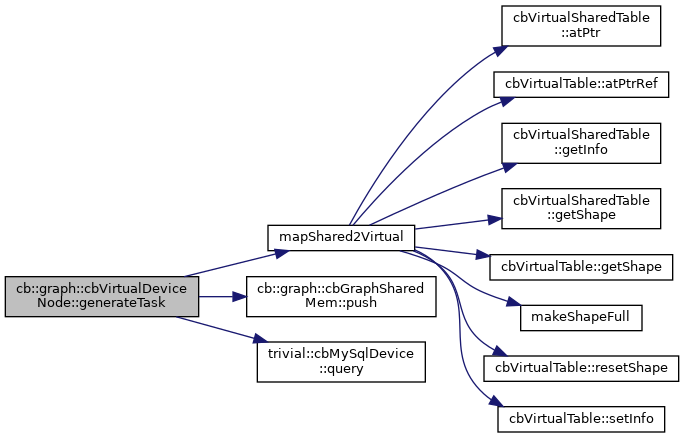 cbVirtualSharedTable
::atPtr
cbVirtualTable::atPtrRef
cbVirtualSharedTable
::getInfo
cbVirtualSharedTable
::getShape
mapShared2Virtual
cbVirtualTable::getShape
cb::graph::cbVirtualDevice
Node::generateTask
cb::graph::cbGraphShared
Mem::push
makeShapeFull
trivial::cbMySqlDevice
::query
cbVirtualTable::resetShape
cbVirtualTable::setInfo